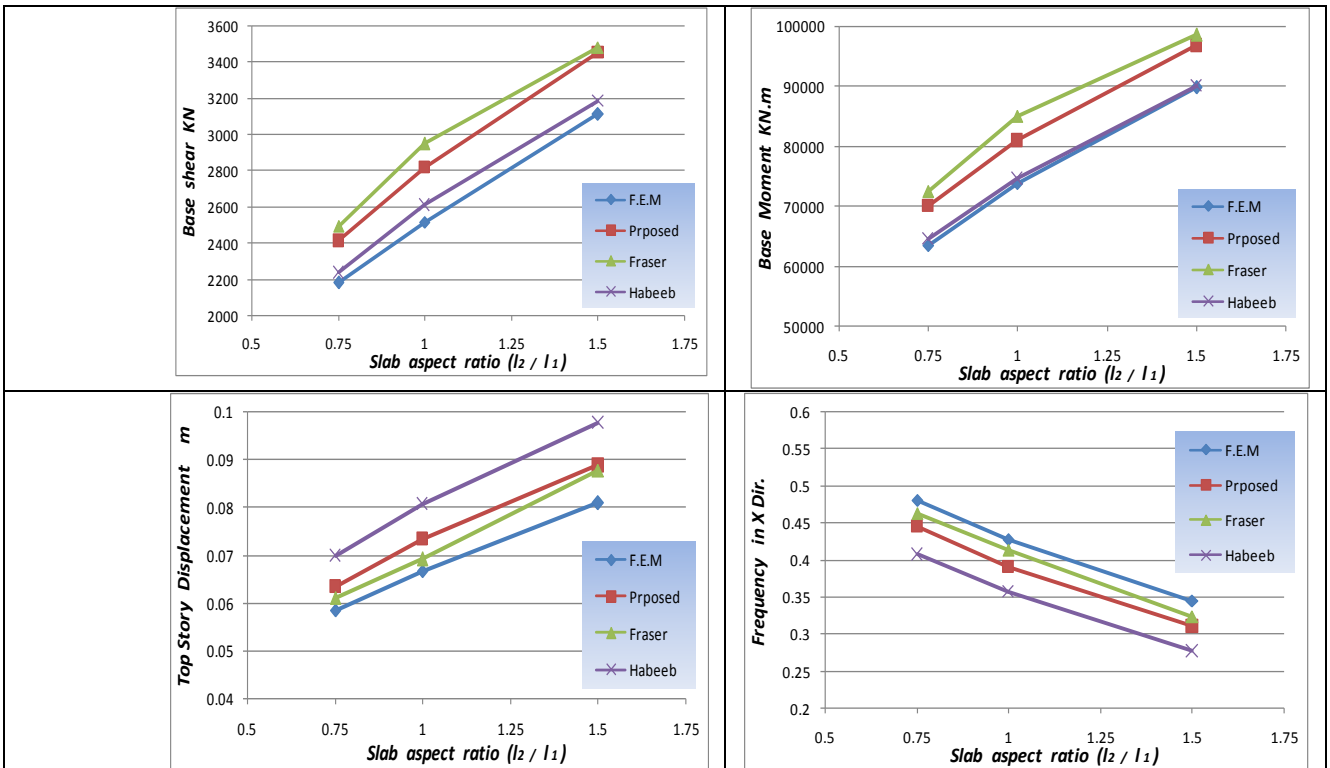 3600
3400
3200
3000
2800
2600
2400
2200
2000
Base shear KN
0.5 0.75 1 1.25 1.5 1.75
Slab aspect ratio (l2 / l1)
F.E.M
Prposed
Fraser
Habeeb
100000
90000
80000
70000
60000
50000
Base Moment KN.m
0.5 0.75 1 1.25 1.5 1.75
Slab aspect ratio (l2 / l1)
F.E.M
Prposed
Fraser
Habeeb
0.1
0.09
0.08
0.07
0.06
0.05
0.04
Top Story Displacement m
0.5 0.75 1 1.25 1.5 1.75
Slab aspect ratio (l2 / l1)
F.E.M
Prposed
Fraser
Habeeb
0.6
0.55
0.5
0.45
0.4
0.35
0.3
0.25
0.2
Frequency in X Dir.
0.5 0.75 1 1.25 1.5 1.75
Slab aspect ratio (l2 / l1)
F.E.M
Prposed
Fraser
Habeeb